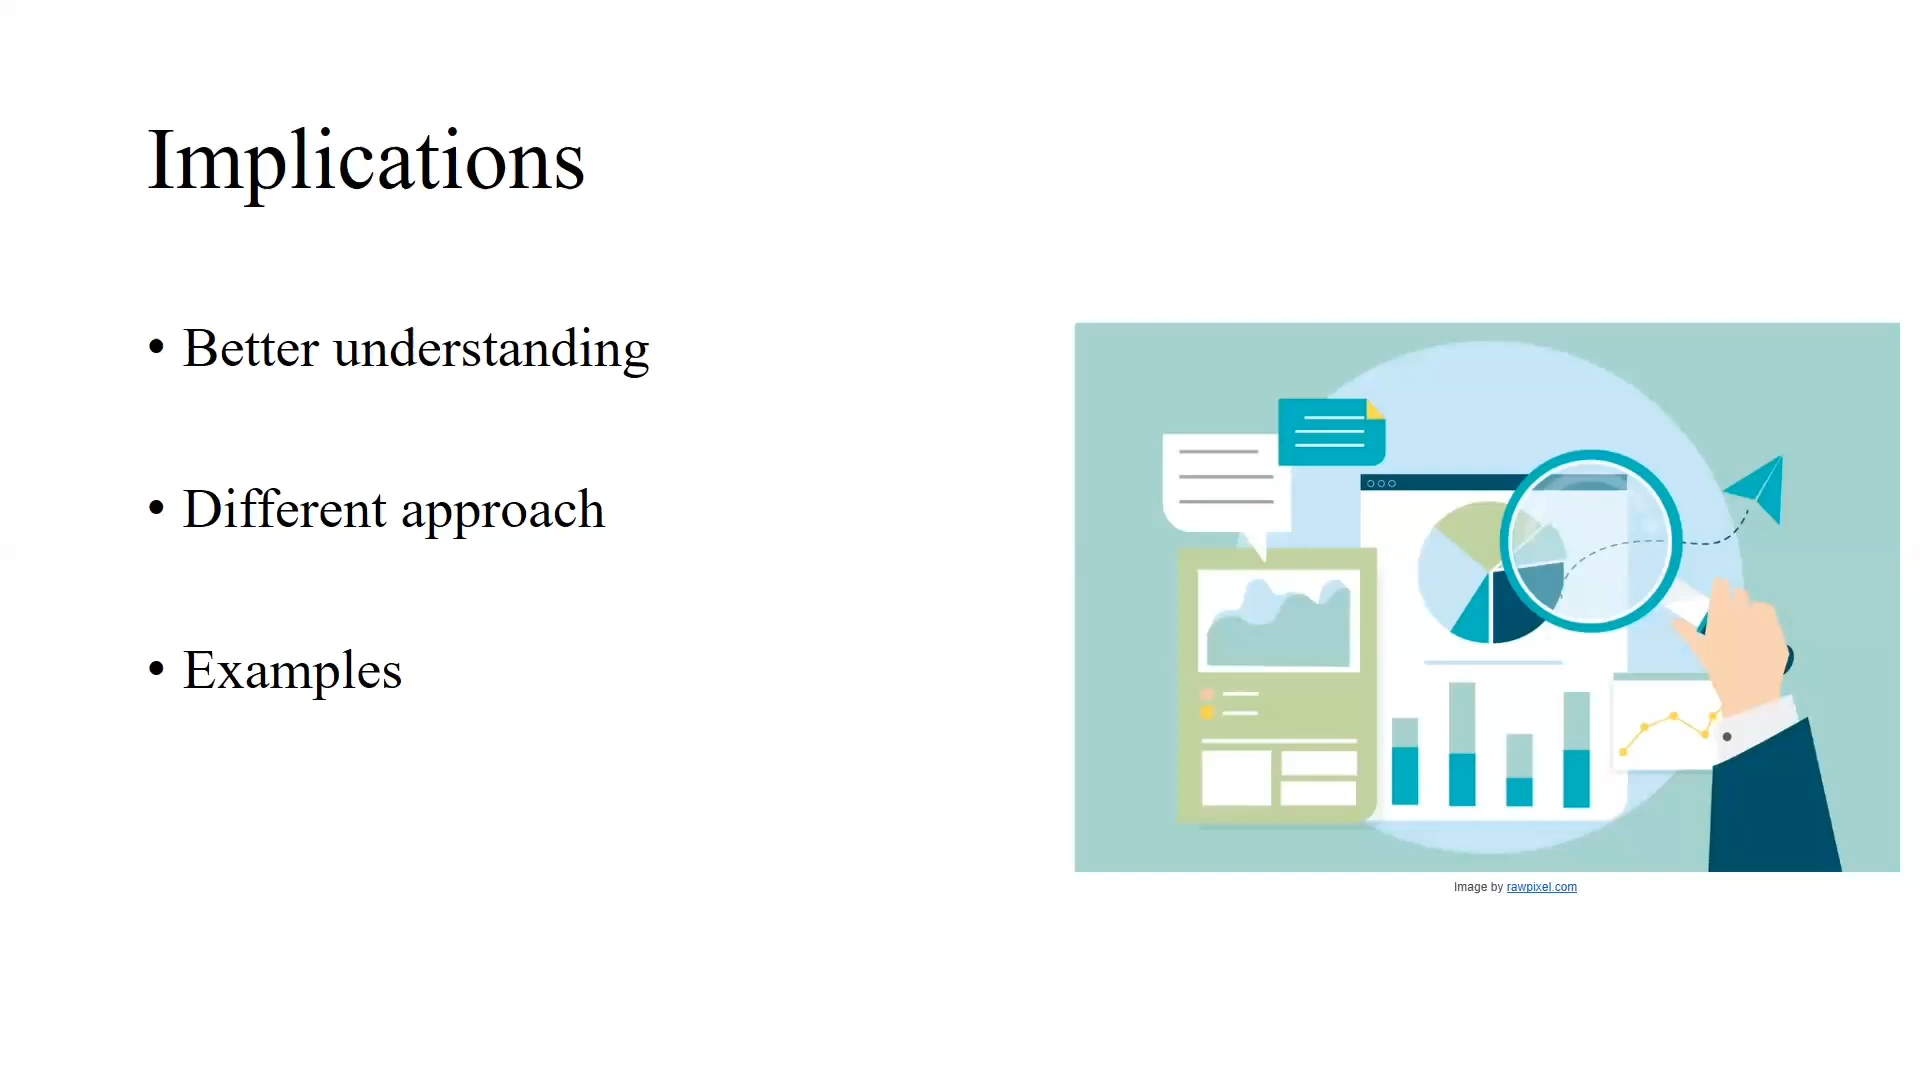 Implications
• Better understanding
• Different approach
• Examples
Image by rawpixel.com